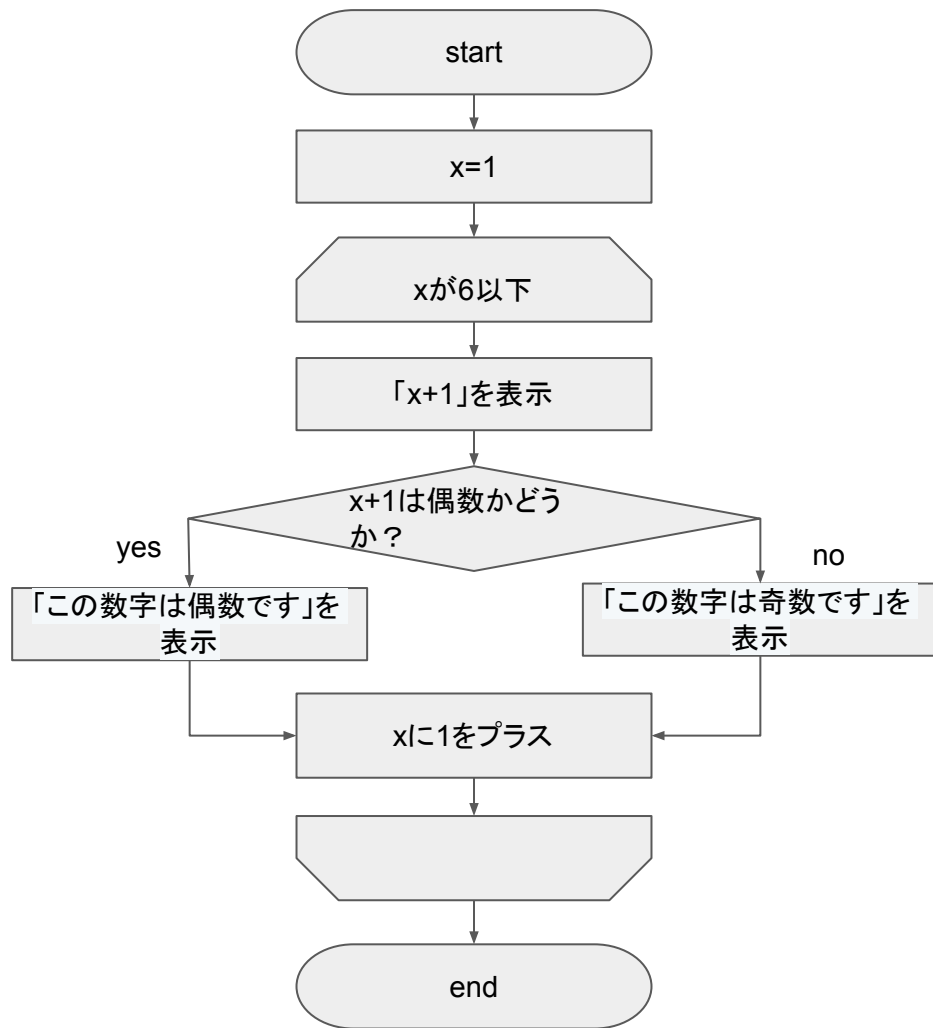 start
x=1
xが6以下
「x+1」を表示
x+1は偶数かどう
か？
yes
no
「この数字は偶数です」を
表示
「この数字は奇数です」を
表示
xに1をプラス
end